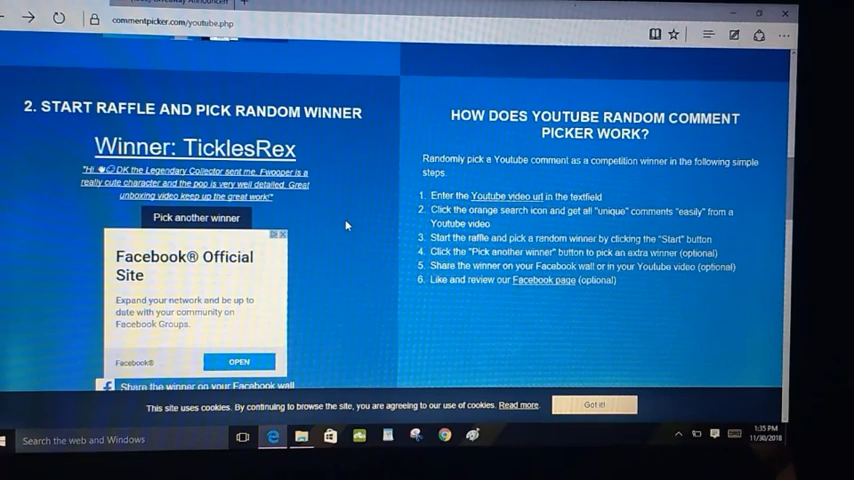 commentpicker.com/youtube.php
2. START RAFFLE AND PICK RANDOM WINNER
Winner: TicklesRex
"Hi DK the Legendary Collector sent me. Fwooper is a
really cute character and the pop is very well detailed. Great
unboxing video keep up the great work!"
Pick another winner
Facebook® Official
Site
Expand your network and be up to
date with your community on
Facebook Groups.
Facebook®
OPEN
Share the winner on your Facebook wall
HOW DOES YOUTUBE RANDOM COMMENT
PICKER WORK?
Randomly pick a Youtube comment as a competition winner in the following simple
steps.
1. Enter the Youtube video url in the textfield
2. Click the orange search icon and get all "unique" comments "easily" from a
Youtube video
3. Start the raffle and pick a random winner by clicking the "Start" button
4. Click the "Pick another winner" button to pick an extra winner (optional)
5. Share the winner on your Facebook wall or in your Youtube video (optional)
6. Like and review our Facebook page (optional)
This site uses cookies. By continuing to browse the site, you are agreeing to our use of cookies. Read more.
Got it!
Search the web and Windows
1:35 PM
11/30/2018